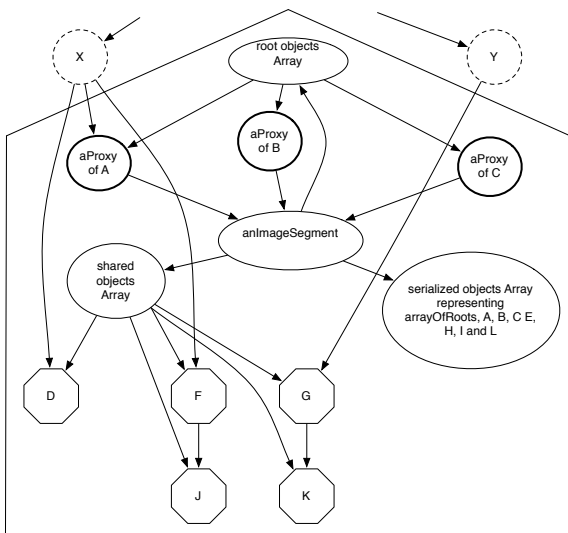 X
root objects
Array
Y
aProxy
of A
aProxy
of B
aProxy
of C
anImageSegment
shared
objects
Array
serialized objects Array
representing
arrayOfRoots, A, B, C E,
H, I and L
D
F
G
J
K